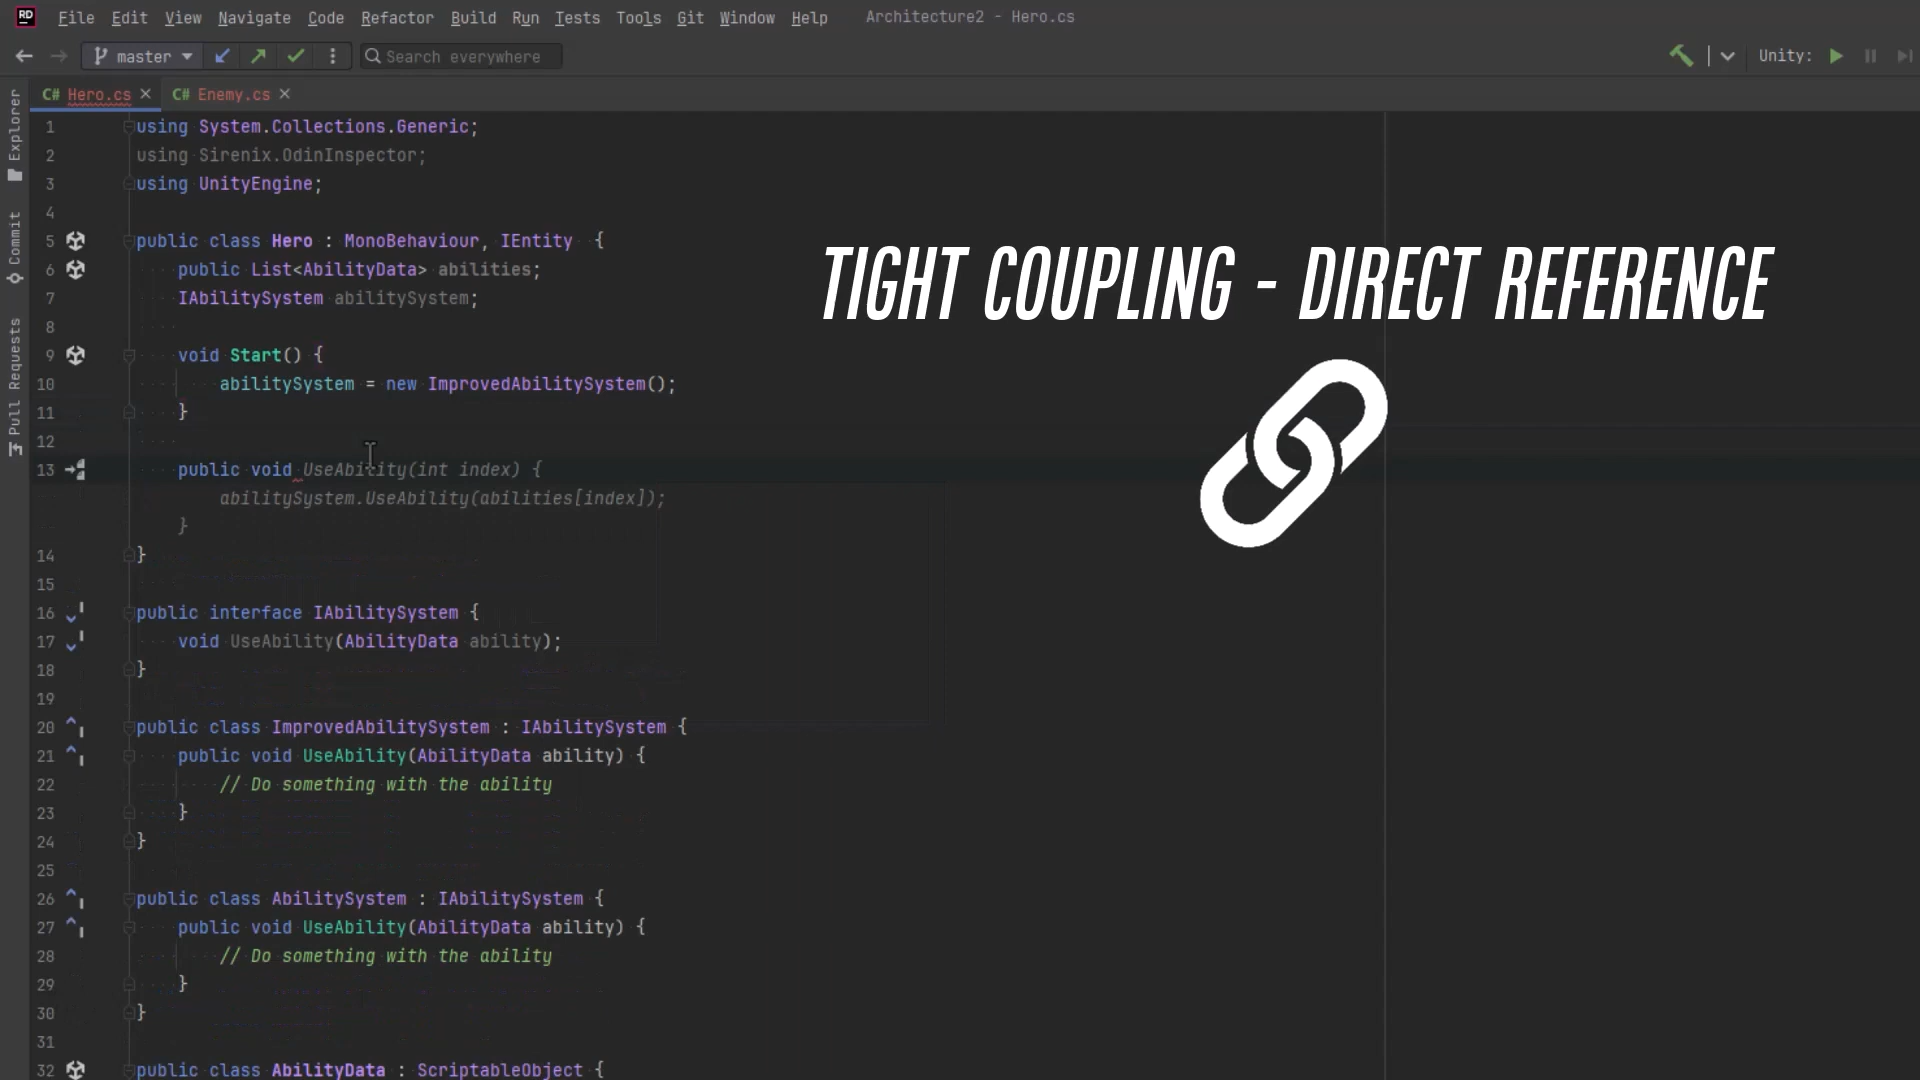 RD File Edit View Navigate Code Refactor Build Run Tests Tools Git Window Help Architecture2 - Hero.cs
master Search everywhere Unity:
C# Hero.cs C# Enemy.cs
Explorer
Commit
Pull Requests
TIGHT COUPLING - DIRECT REFERENCE
1 using System.Collections.Generic;
2 using Sirenix.OdinInspector;
3 using UnityEngine;
4
5 public class Hero : MonoBehaviour, IEntity {
6 public List<AbilityData> abilities;
7 IAbilitySystem abilitySystem;
8
9 void Start() {
10 abilitySystem = new ImprovedAbilitySystem();
11 }
12
13 public void UseAbility(int index) {
abilitySystem.UseAbility(abilities[index]);
}
14 }
15
16 public interface IAbilitySystem {
17 void UseAbility(AbilityData ability);
18 }
19
20 public class ImprovedAbilitySystem : IAbilitySystem {
21 public void UseAbility(AbilityData ability) {
22 // Do something with the ability
23 }
24 }
25
26 public class AbilitySystem : IAbilitySystem {
27 public void UseAbility(AbilityData ability) {
28 // Do something with the ability
29 }
30 }
31
32 public class AbilityData : ScriptableObject {